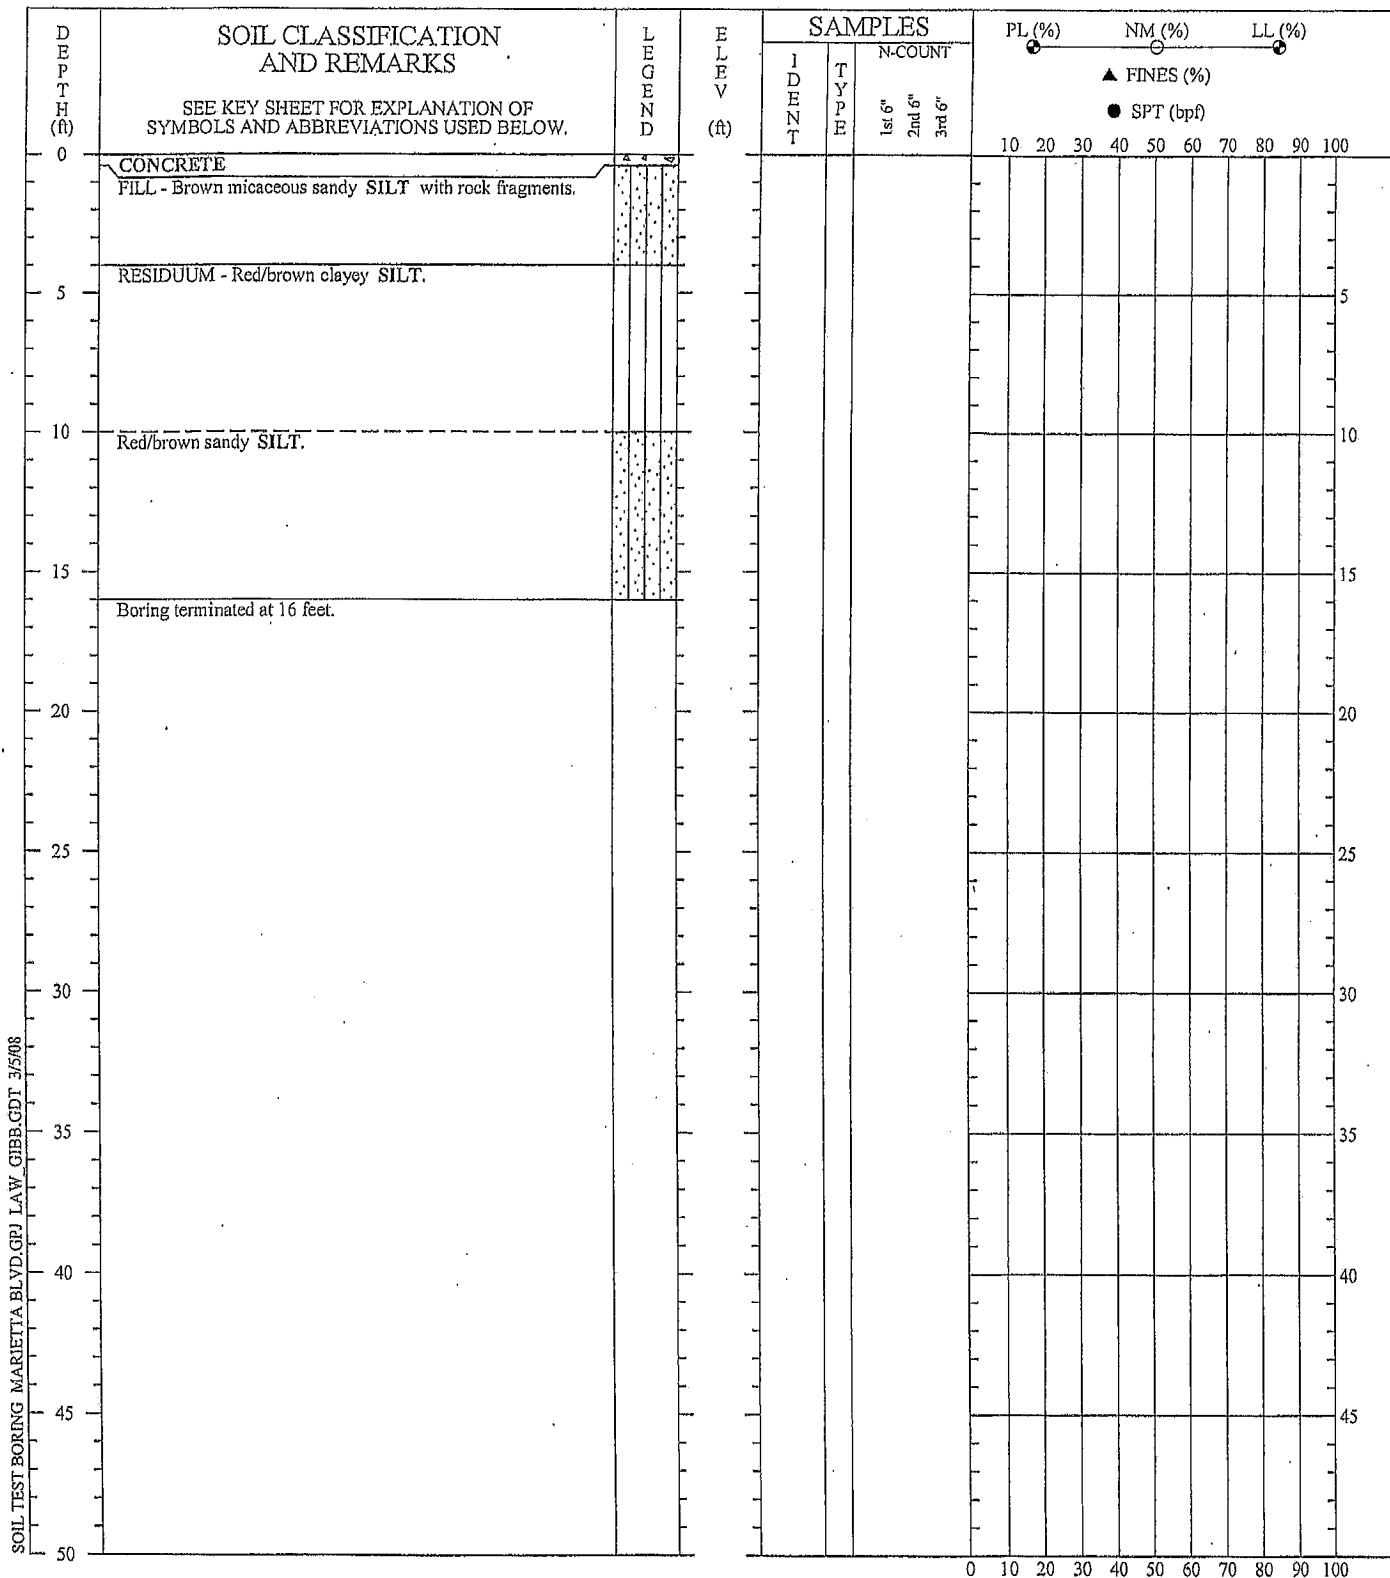 DEPTH (ft)
SOIL CLASSIFICATION
AND REMARKS
SEE KEY SHEET FOR EXPLANATION OF
SYMBOLS AND ABBREVIATIONS USED BELOW.
LEGEND
ELEV (ft)
SAMPLES
IDENT
TYPE
N-COUNT
1st 6"
2nd 6"
3rd 6"
PL (%) NM (%) LL (%)
▲ FINES (%)
● SPT (bpf)
10 20 30 40 50 60 70 80 90 100
0
CONCRETE
FILL - Brown micaceous sandy SILT with rock fragments.
RESIDUUM - Red/brown clayey SILT.
5 5
10 10
Red/brown sandy SILT.
15 15
Boring terminated at 16 feet.
20 20
25 25
30 30
35 35
40 40
45 45
50
0 10 20 30 40 50 60 70 80 90 100
SOIL TEST BORING MARIETTA BLVD.GPJ LAW_GIBB.GDT 3/5/08